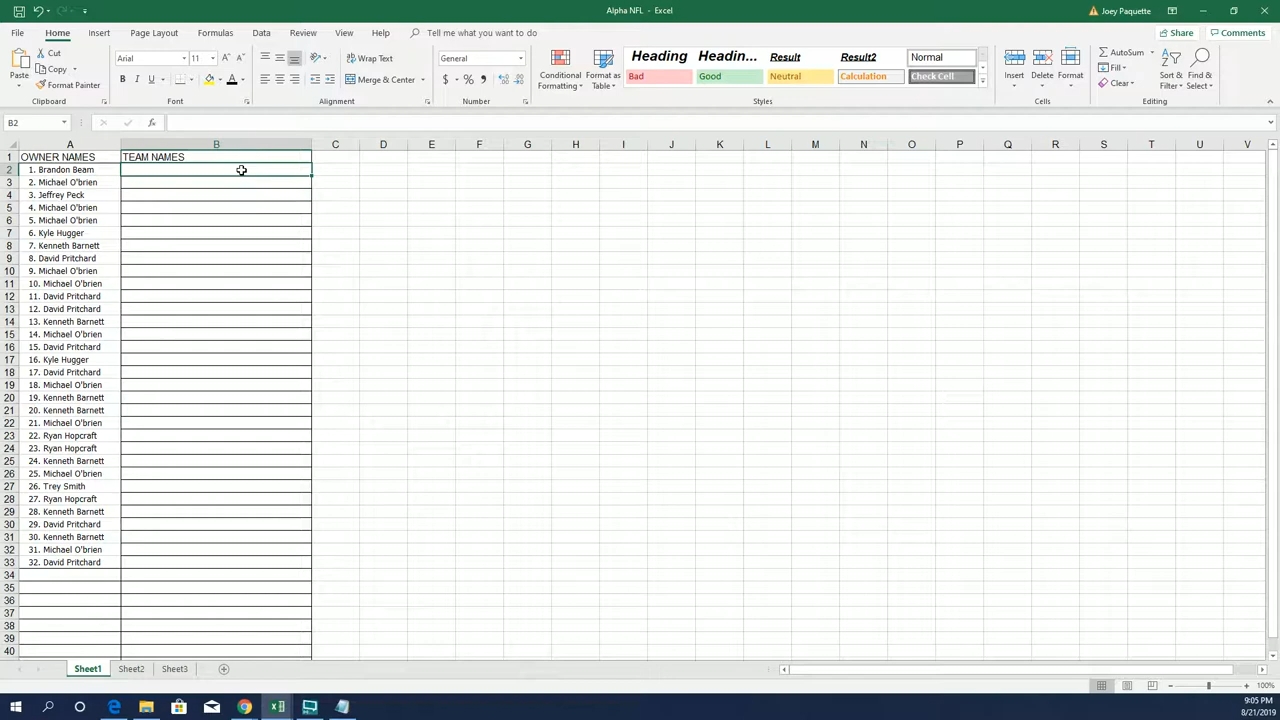 Alpha NFL - Excel
Joey Paquette
File Home Insert Page Layout Formulas Data Review View Help Tell me what you want to do
Share Comments
Paste
Cut
Copy
Format Painter
Clipboard
Arial 11
B I U
Font
Wrap Text
Merge & Center
Alignment
General
$ % 9
Number
Conditional Formatting
Format as Table
Heading Headin... Result Result2 Normal
Bad Good Neutral Calculation Check Cell
Styles
Insert Delete Format
Cells
AutoSum
Fill
Clear
Sort & Filter
Find & Select
Editing
B2 fx
A B C D E F G H I J K L M N O P Q R S T U V
1 OWNER NAMES TEAM NAMES
2 1. Brandon Beam
3 2. Michael O'brien
4 3. Jeffrey Peck
5 4. Michael O'brien
6 5. Michael O'brien
7 6. Kyle Hugger
8 7. Kenneth Barnett
9 8. David Pritchard
10 9. Michael O'brien
11 10. Michael O'brien
12 11. David Pritchard
13 12. David Pritchard
14 13. Kenneth Barnett
15 14. Michael O'brien
16 15. David Pritchard
17 16. Kyle Hugger
18 17. David Pritchard
19 18. Michael O'brien
20 19. Kenneth Barnett
21 20. Kenneth Barnett
22 21. Michael O'brien
23 22. Ryan Hopcraft
24 23. Ryan Hopcraft
25 24. Kenneth Barnett
26 25. Michael O'brien
27 26. Trey Smith
28 27. Ryan Hopcraft
29 28. Kenneth Barnett
30 29. David Pritchard
31 30. Kenneth Barnett
32 31. Michael O'brien
33 32. David Pritchard
34
35
36
37
38
39
40
Sheet1 Sheet2 Sheet3
100%
9:05 PM
8/21/2019